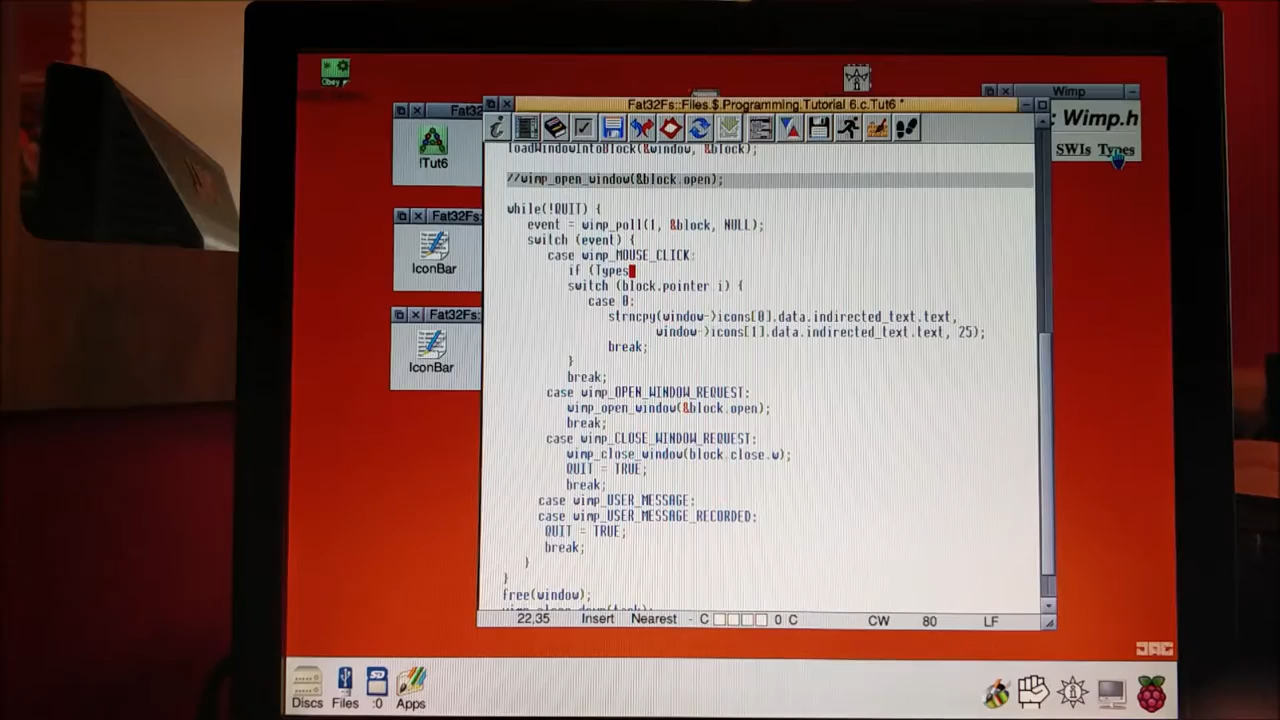 Obey
Fat32
!Tut6
Fat32Fs:
IconBar
Fat32Fs:
IconBar
Fat32Fs::Files.$.Programming.Tutorial 6.c.Tut6 *
loadWindowIntoBlock(&window, &block);
//wimp_open_window(&block.open);
while(!QUIT) {
event = wimp_poll(1, &block, NULL);
switch (event) {
case wimp_MOUSE_CLICK:
if (Types
switch (block.pointer i) {
case 0:
strncpy(window->icons[0].data.indirected_text.text,
window->icons[1].data.indirected_text.text, 25);
break;
}
break;
case wimp_OPEN_WINDOW_REQUEST:
wimp_open_window(&block.open);
break;
case wimp_CLOSE_WINDOW_REQUEST:
wimp_close_window(block.close.w);
QUIT = TRUE;
break;
case wimp_USER_MESSAGE:
case wimp_USER_MESSAGE_RECORDED:
QUIT = TRUE;
break;
}
}
free(window);
22,35 Insert Nearest - C 0 C CW 80 LF
Wimp
: Wimp.h
SWIs Types
Discs Files :0 Apps